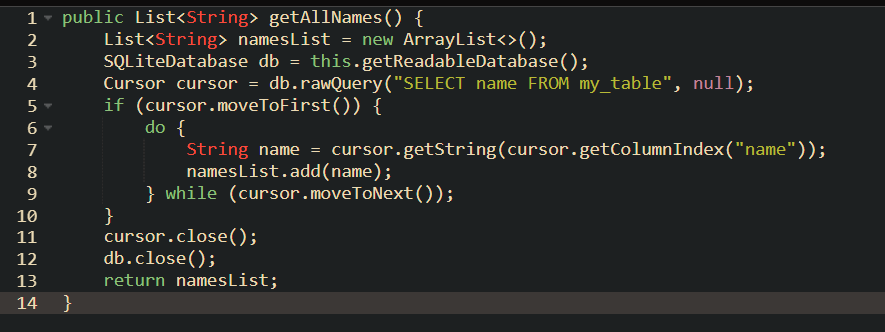 1 public List<String> getAllNames() {
2 List<String> namesList = new ArrayList<>();
3 SQLiteDatabase db = this.getReadableDatabase();
4 Cursor cursor = db.rawQuery("SELECT name FROM my_table", null);
5 if (cursor.moveToFirst()) {
6 do {
7 String name = cursor.getString(cursor.getColumnIndex("name"));
8 namesList.add(name);
9 } while (cursor.moveToNext());
10 }
11 cursor.close();
12 db.close();
13 return namesList;
14 }